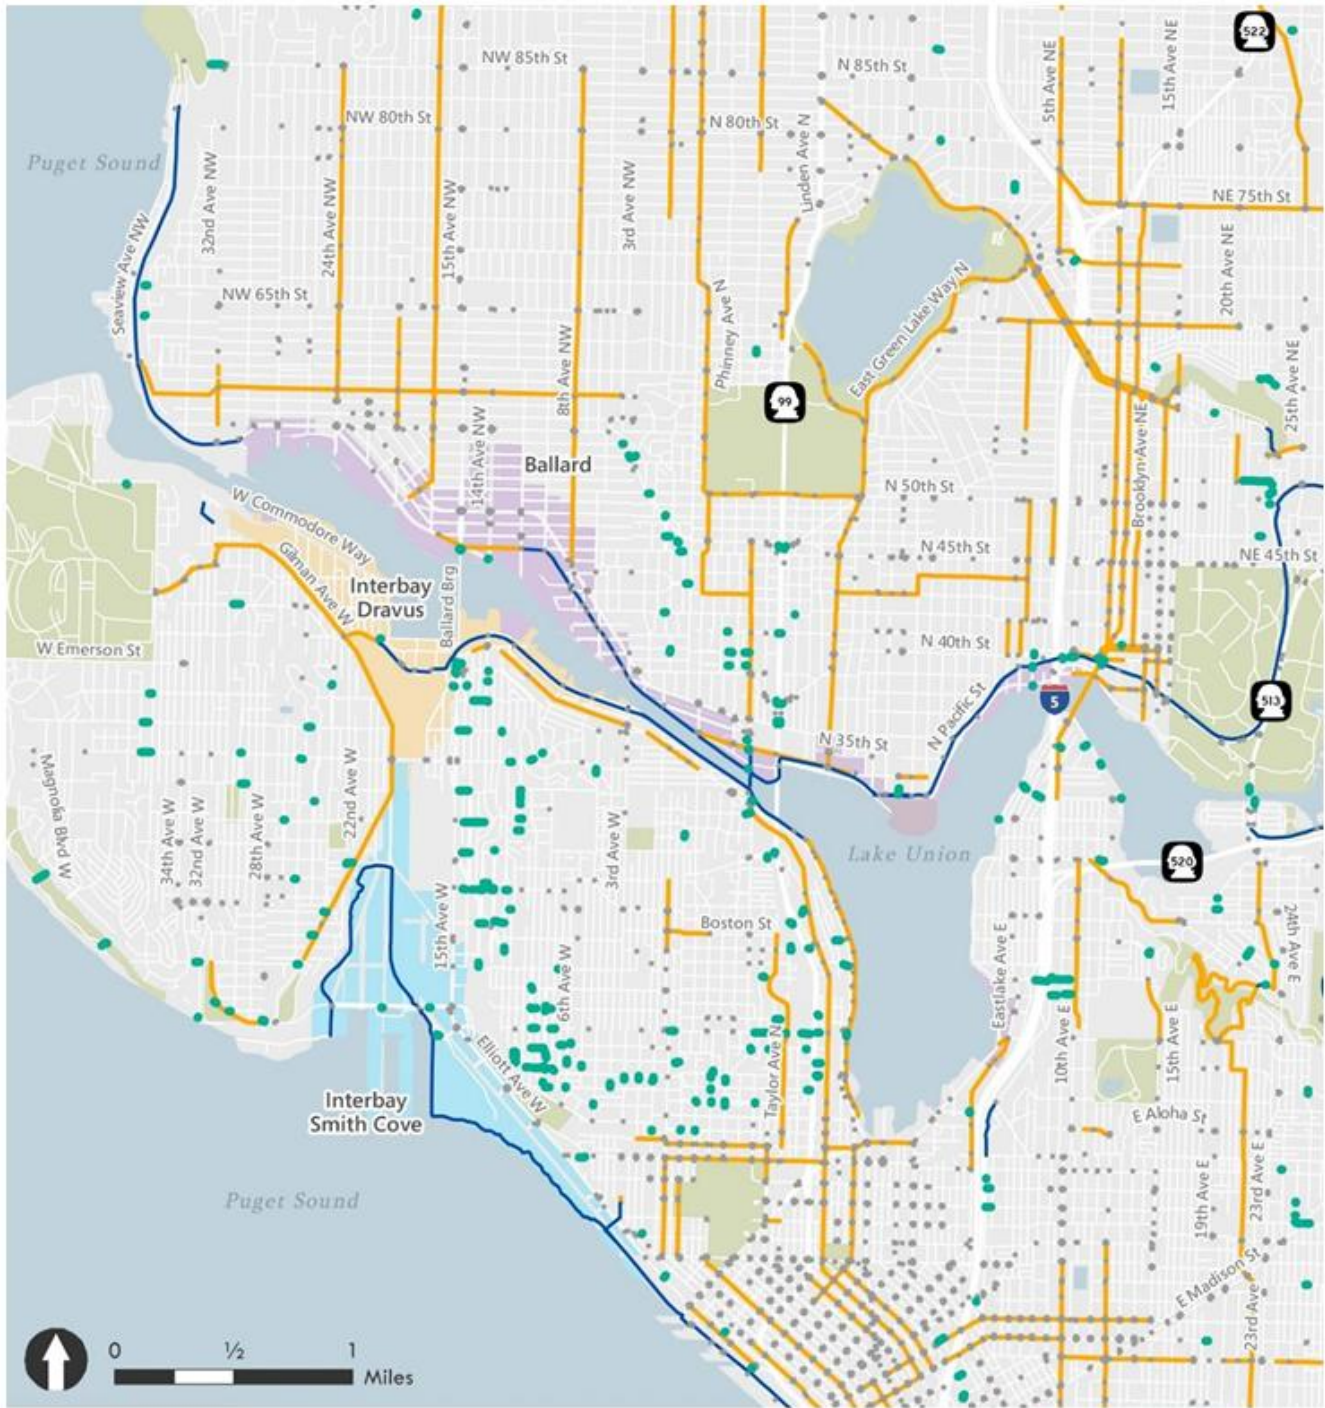 522
NW 85th St
N 85th St
5th Ave NE
15th Ave NE
NW 80th St
N 80th St
Linden Ave N
Puget Sound
32nd Ave NW
24th Ave NW
15th Ave NW
3rd Ave NW
NE 75th St
Seaview Ave NW
20th Ave NE
NW 65th St
Phinney Ave N
East Green Lake Way N
8th Ave NW
25th Ave NE
99
14th Ave NW
Brooklyn Ave NE
Ballard
N 50th St
W Commodore Way
N 45th St
NE 45th St
Gilman Ave W
Interbay
Dravus
Ballard Brg
W Emerson St
N 40th St
513
5
N Pacific St
N 35th St
Magnolia Blvd W
34th Ave W
32nd Ave W
28th Ave W
22nd Ave W
3rd Ave W
Lake Union
520
15th Ave W
Boston St
24th Ave E
6th Ave W
Eastlake Ave E
10th Ave E
15th Ave E
Elliott Ave W
Taylor Ave N
Interbay
Smith Cove
E Aloha St
19th Ave E
23rd Ave E
Puget Sound
E Madison St
23rd Ave
0 ½ 1
Miles